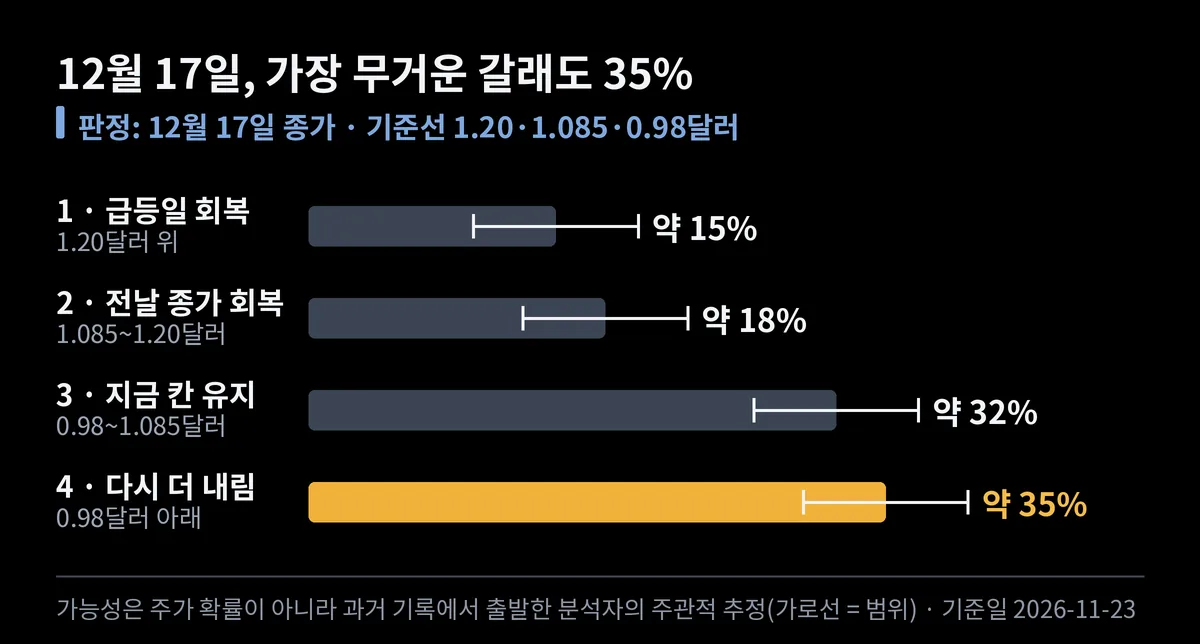 12월 17일, 가장 무거운 갈래도 35%
판정: 12월 17일 종가 · 기준선 1.20·1.085·0.98달러
1 · 급등일 회복
1.20달러 위
약 15%
2 · 전날 종가 회복
1.085~1.20달러
약 18%
3 · 지금 칸 유지
0.98~1.085달러
약 32%
4 · 다시 더 내림
0.98달러 아래
약 35%
가능성은 주가 확률이 아니라 과거 기록에서 출발한 분석자의 주관적 추정(가로선 = 범위) · 기준일 2026-11-23